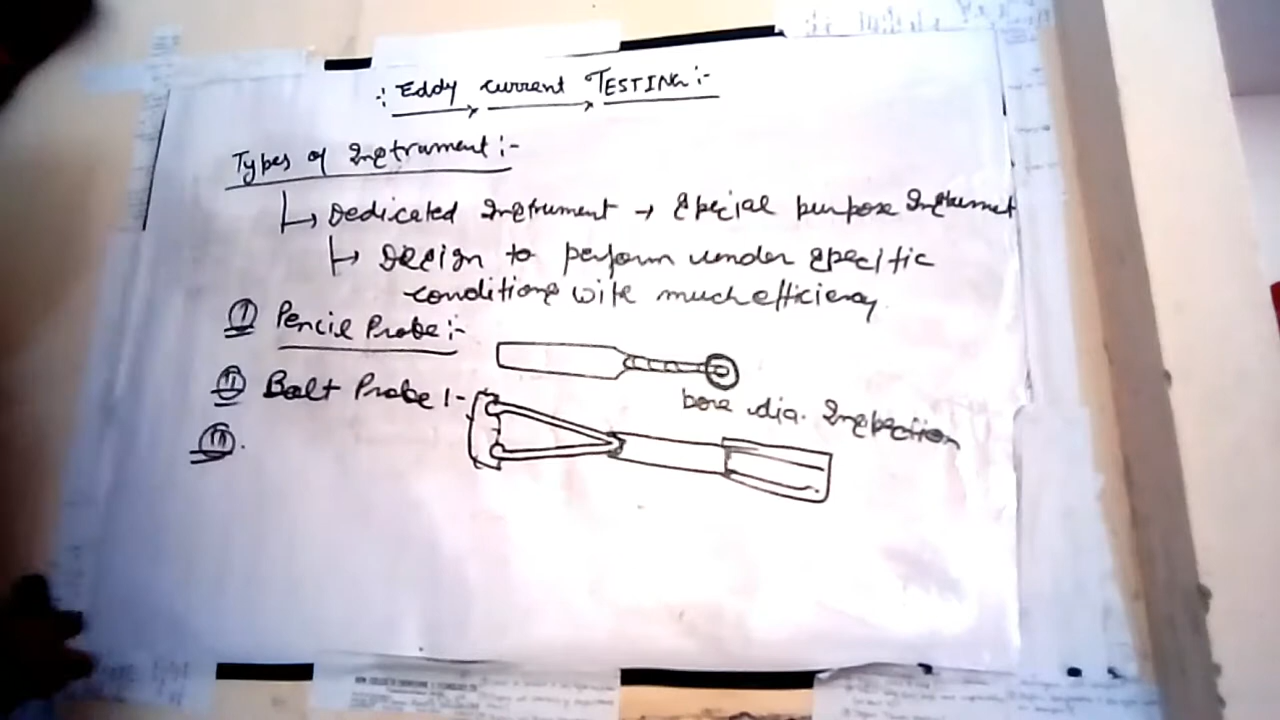 :Eddy current TESTING:-
Types of Instrument:-
↳ Dedicated Instrument → Special purpose Instrument
↳ Design to perform under specific
conditions with much efficiency.
① Pencil Probe:-
② Bolt Probe:-
bore dia. Inspection
③.